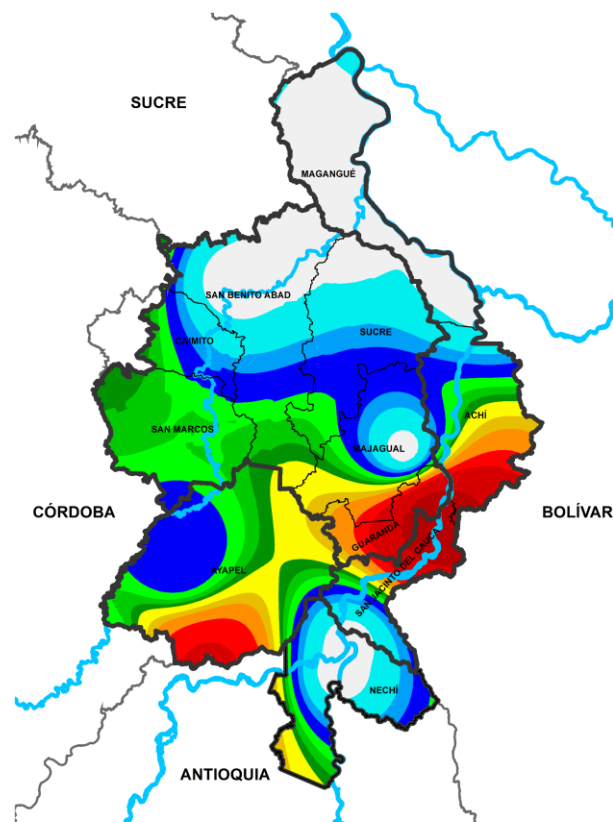 SUCRE
MAGANGUÉ
SAN BENITO ABAD
SUCRE
CAIMITO
ACHÍ
SAN MARCOS
MAJAGUAL
CÓRDOBA
BOLÍVAR
GUARANDA
AYAPEL
SAN JACINTO DEL CAUCA
NECHÍ
ANTIOQUIA